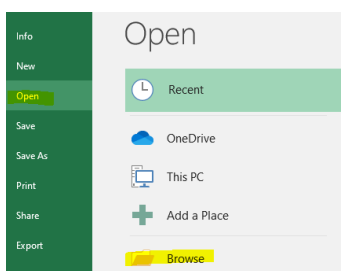 Info
New
Open
Save
Save As
Print
Share
Export
Open
Recent
OneDrive
This PC
Add a Place
Browse